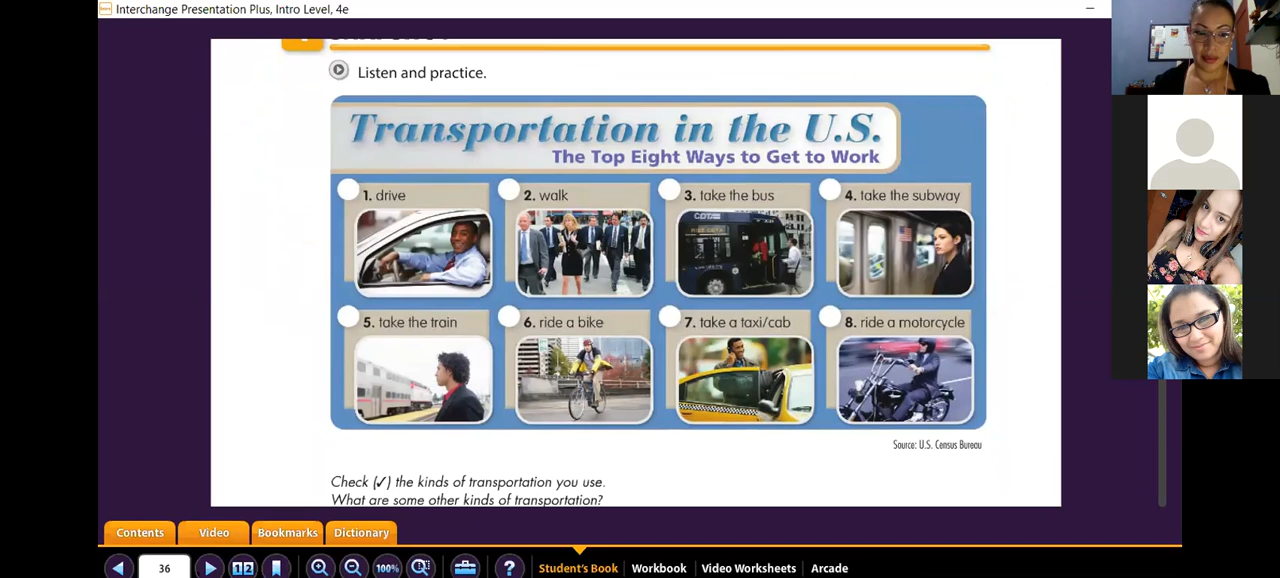 Interchange Presentation Plus, Intro Level, 4e
Listen and practice.
Transportation in the U.S.
The Top Eight Ways to Get to Work
1. drive
2. walk
3. take the bus
4. take the subway
5. take the train
6. ride a bike
7. take a taxi/cab
8. ride a motorcycle
Source: U.S. Census Bureau
Check (✓) the kinds of transportation you use.
What are some other kinds of transportation?
Contents Video Bookmarks Dictionary
36 12 100% ? Student's Book Workbook Video Worksheets Arcade